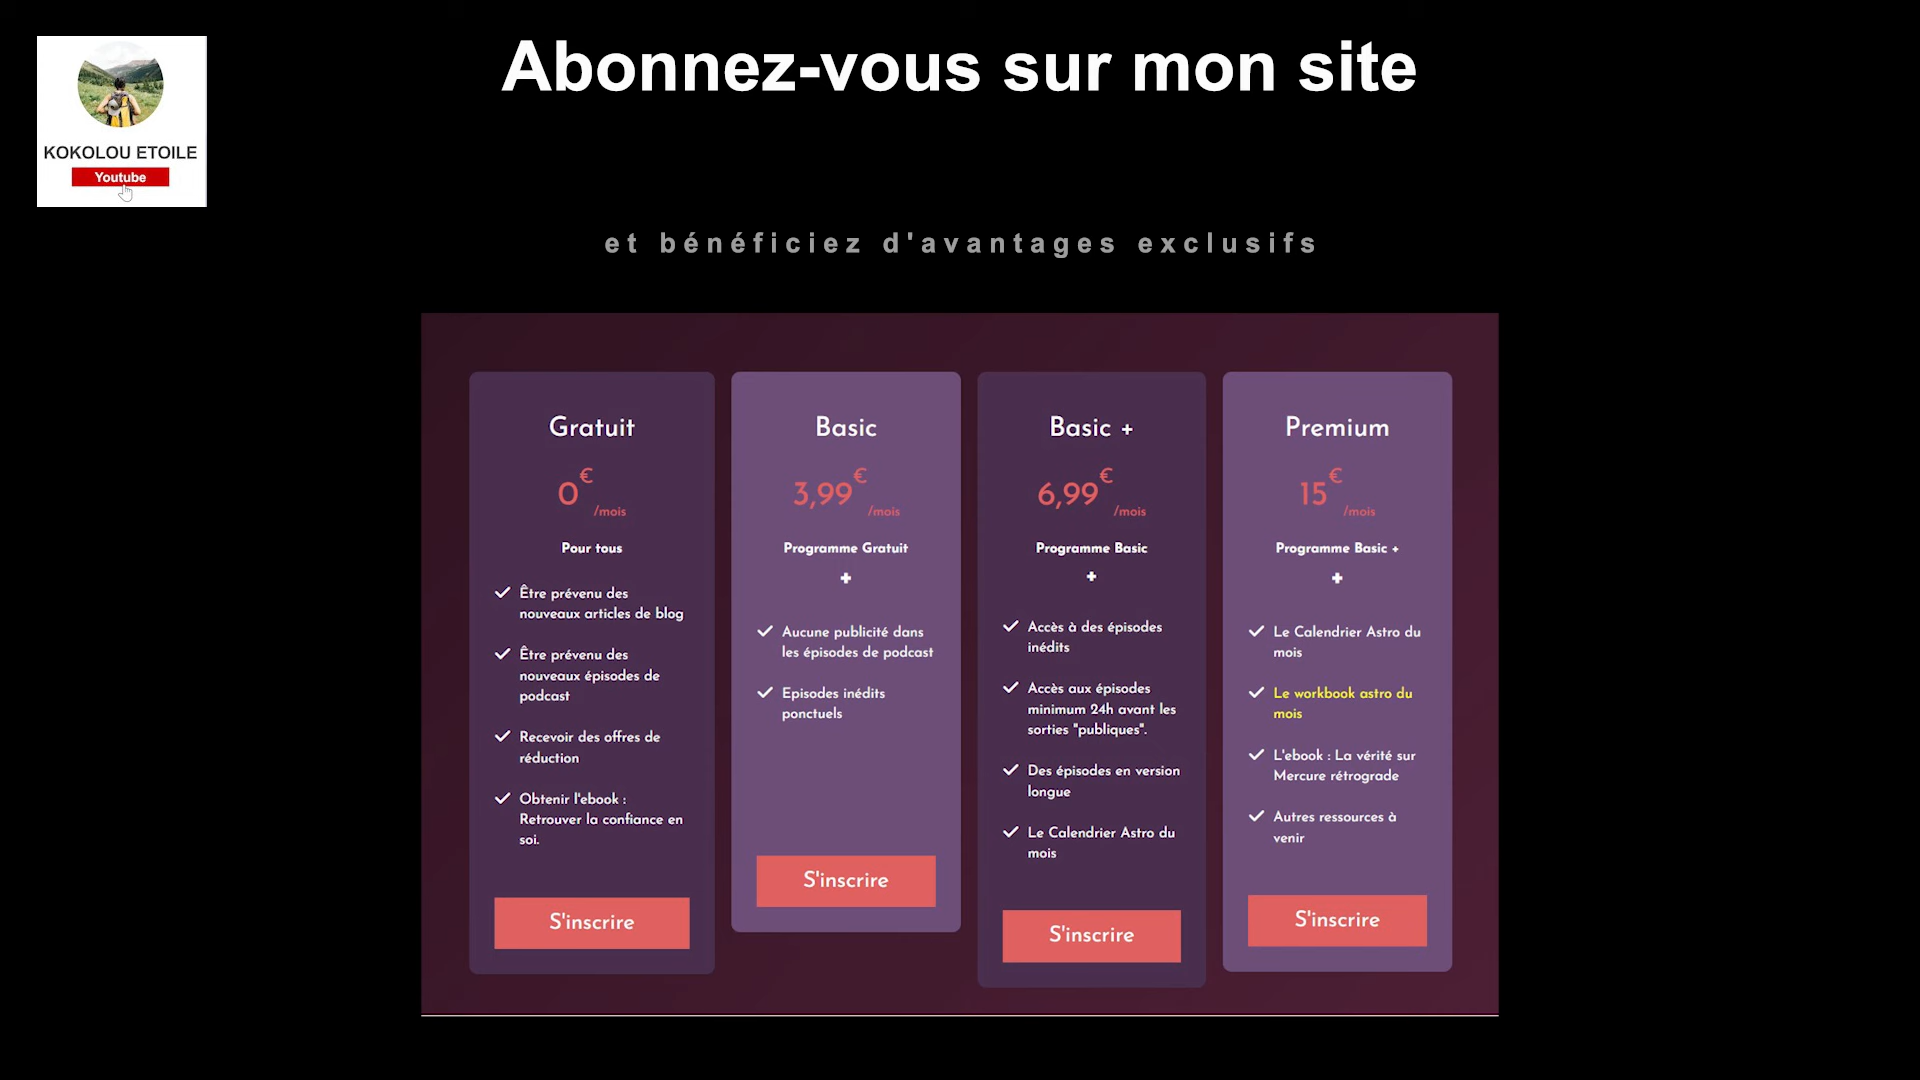 Abonnez-vous sur mon site
KOKOLOU ETOILE
Youtube
et bénéficiez d'avantages exclusifs
Gratuit
0€/mois
Pour tous
Être prévenu des
nouveaux articles de blog
Être prévenu des
nouveaux épisodes de
podcast
Recevoir des offres de
réduction
Obtenir l'ebook :
Retrouver la confiance en
soi.
S'inscrire
Basic
3,99€/mois
Programme Gratuit
+
Aucune publicité dans
les épisodes de podcast
Episodes inédits
ponctuels
S'inscrire
Basic +
6,99€/mois
Programme Basic
+
Accès à des épisodes
inédits
Accès aux épisodes
minimum 24h avant les
sorties "publiques".
Des épisodes en version
longue
Le Calendrier Astro du
mois
S'inscrire
Premium
15€/mois
Programme Basic +
+
Le Calendrier Astro du
mois
Le workbook astro du
mois
L'ebook : La vérité sur
Mercure rétrograde
Autres ressources à
venir
S'inscrire